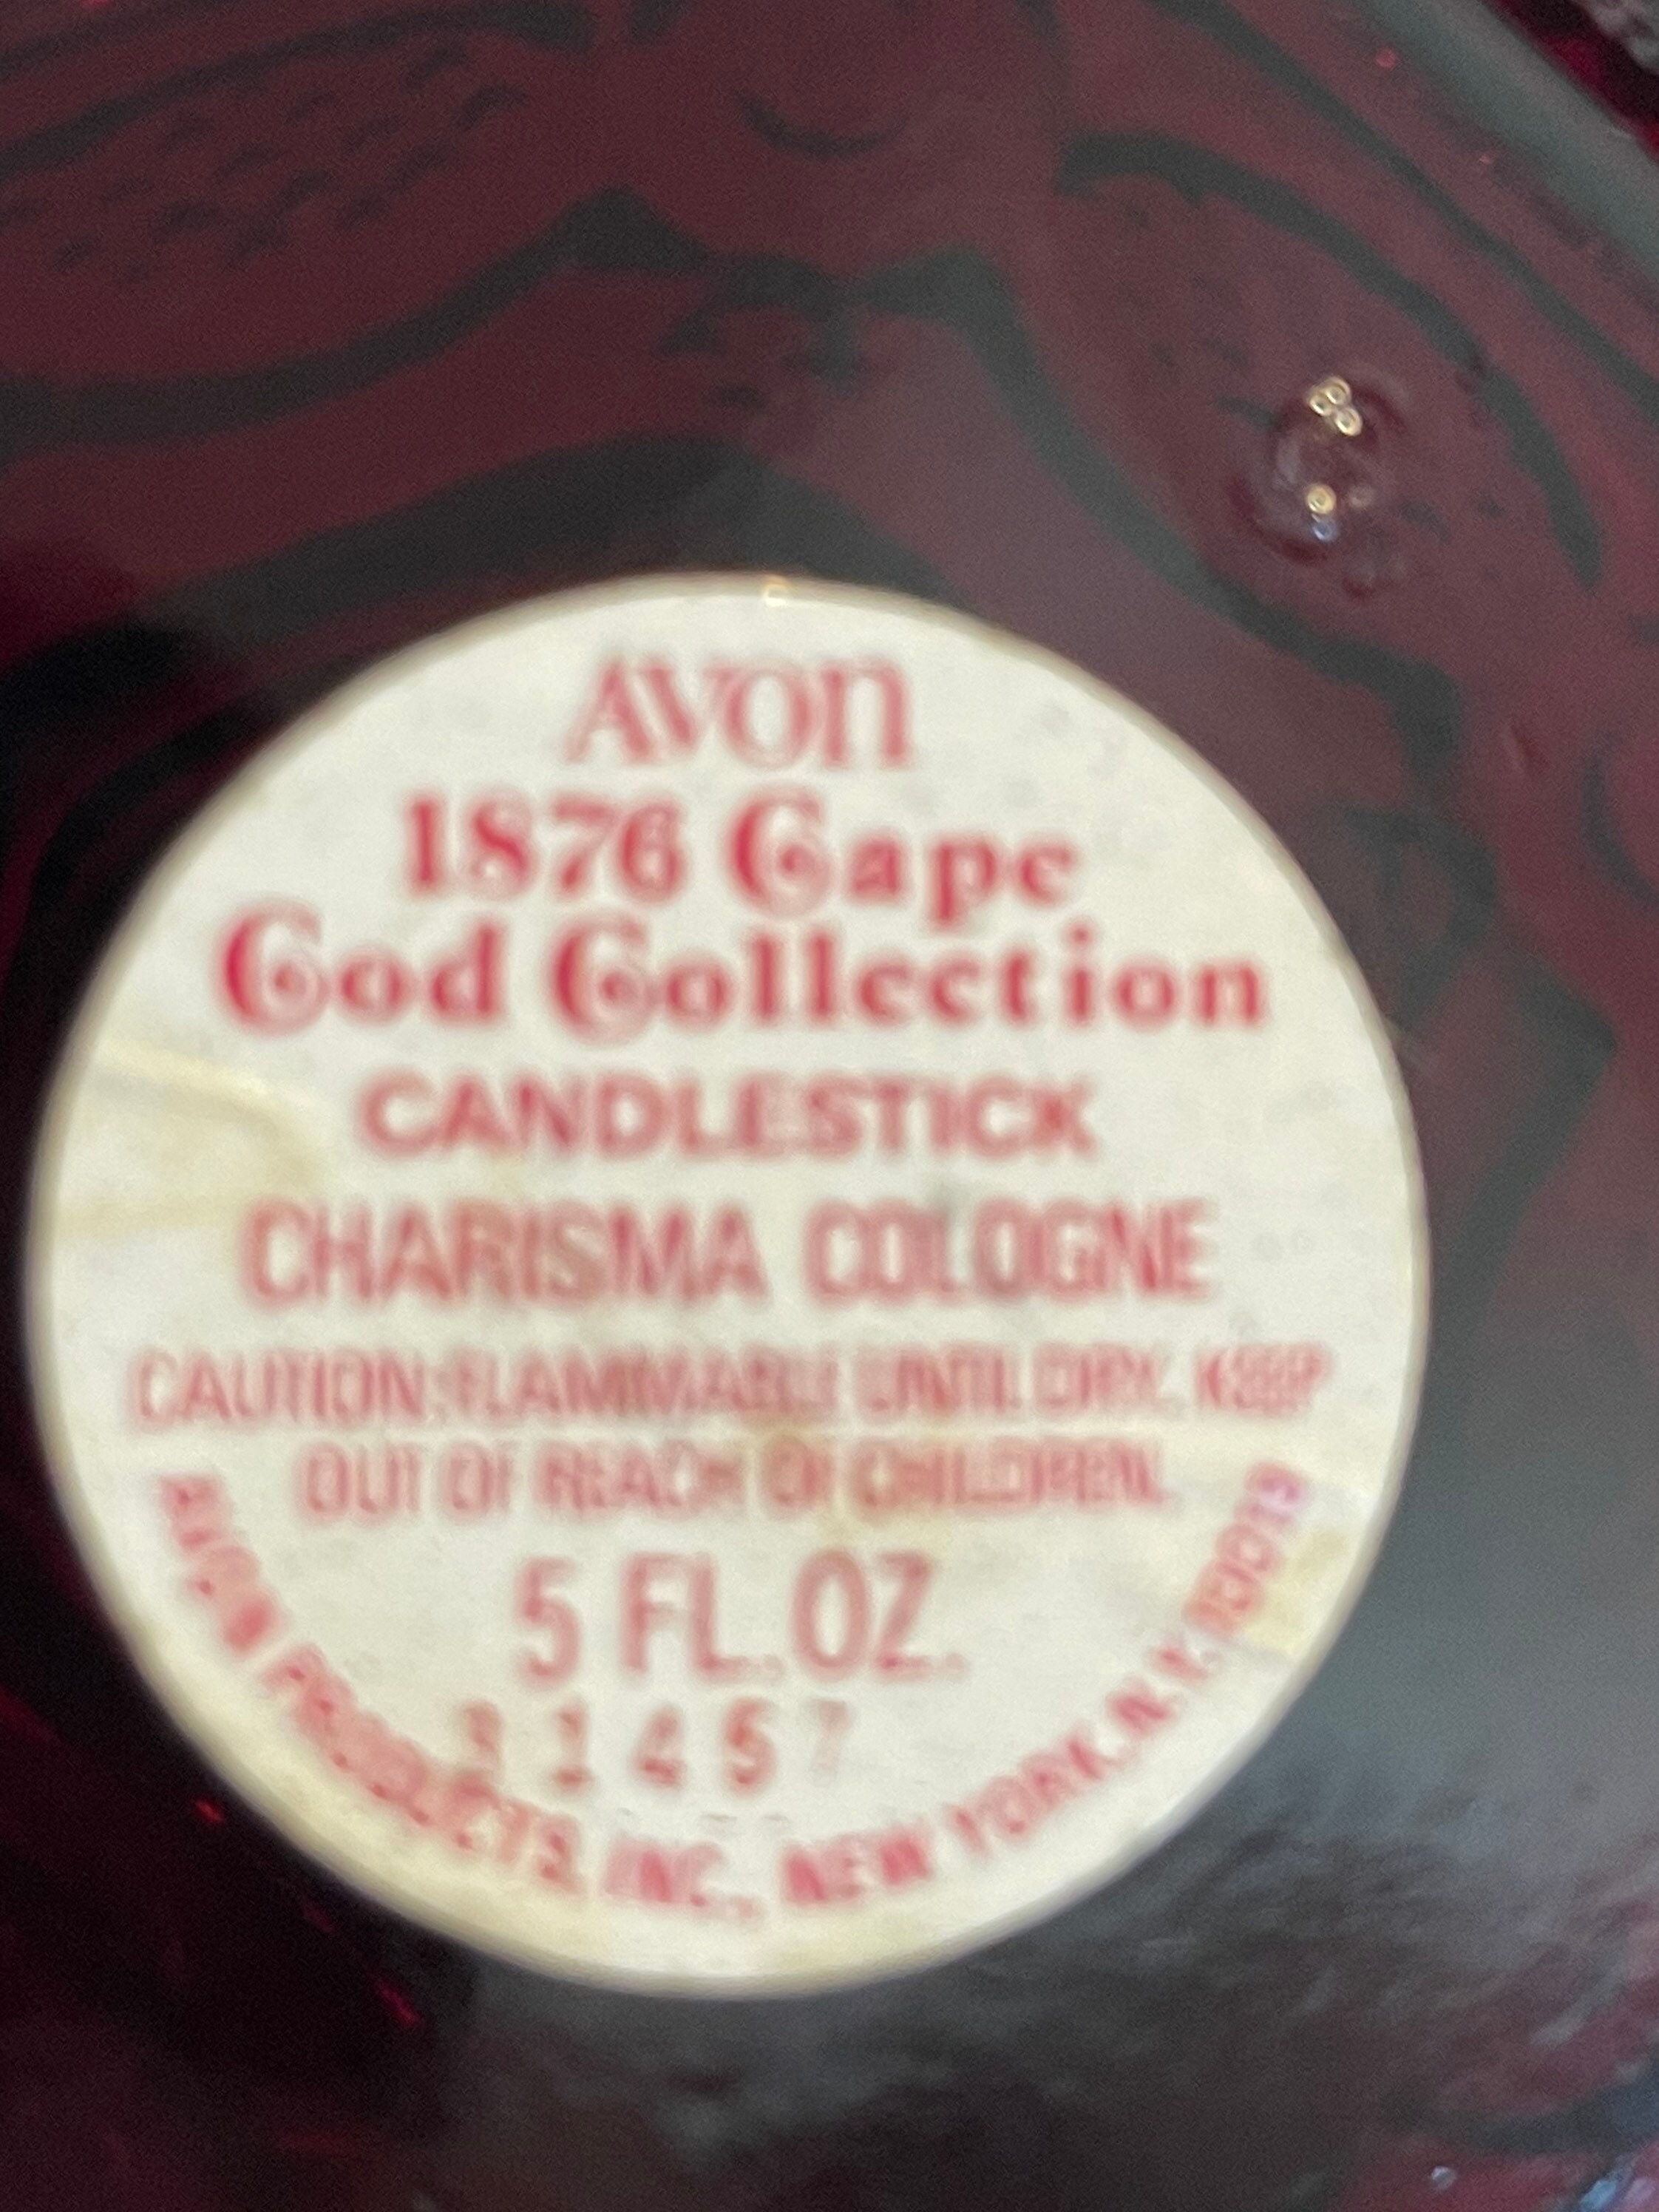 AVON
1876 Cape
Cod Collection
CANDLESTICK
CHARISMA COLOGNE
CAUTION: FLAMMABLE UNTIL DRY. KEEP
OUT OF REACH OF CHILDREN.
5 FL. OZ.
AVON PRODUCTS, INC., NEW YORK, N.Y.